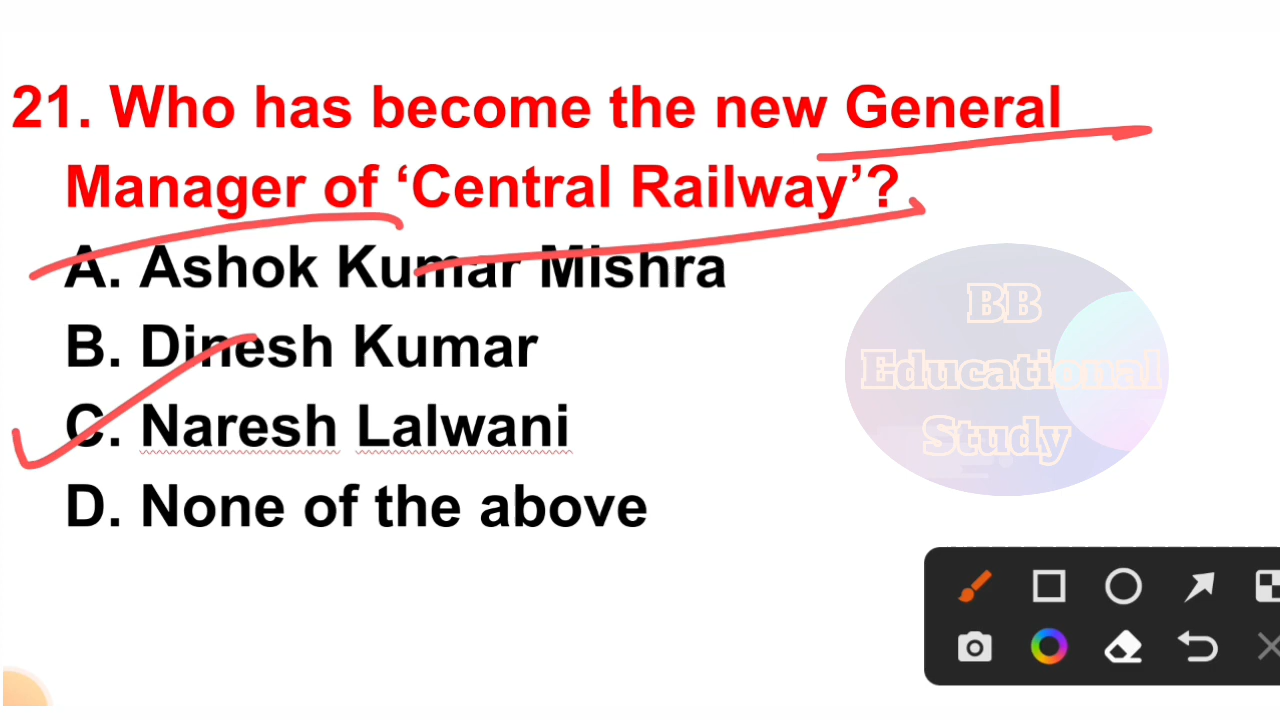 21. Who has become the new General
Manager of ‘Central Railway’?
A. Ashok Kumar Mishra
B. Dinesh Kumar
C. Naresh Lalwani
D. None of the above
BB
Educational
Study